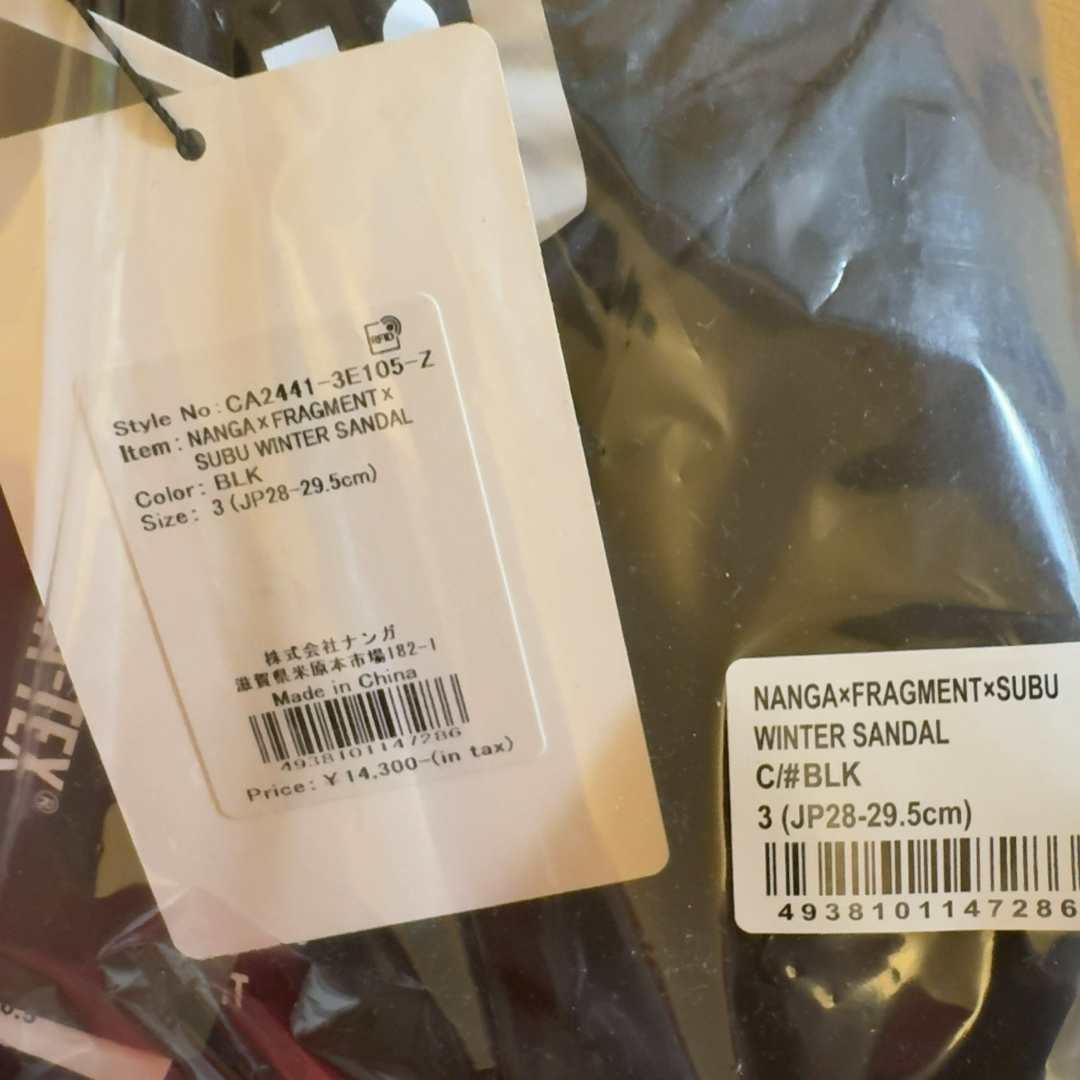 RFID
Style No:CA2441-3E105-Z
Item: NANGA×FRAGMENT×
SUBU WINTER SANDAL
Color: BLK
Size: 3 (JP28-29.5cm)
株式会社ナンガ
滋賀県米原本市場182-1
Made in China
4938101147286
Price:¥14,300-(in tax)
NANGA×FRAGMENT×SUBU
WINTER SANDAL
C/#BLK
3 (JP28-29.5cm)
4938101147286